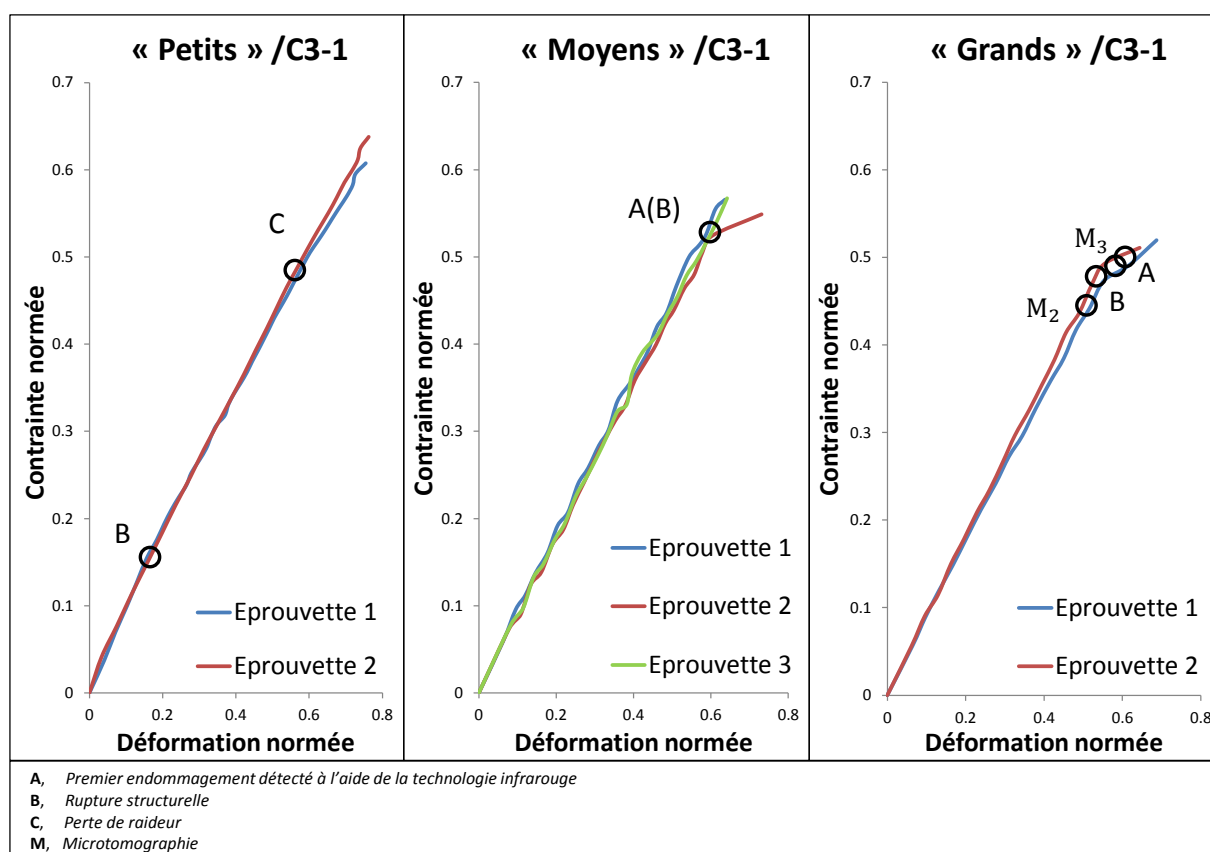 « Petits » /C3-1
0.7
0.6
0.5
0.4
0.3
0.2
0.1
0
0 0.2 0.4 0.6 0.8
Contrainte normée
Déformation normée
C
B
Eprouvette 1
Eprouvette 2
« Moyens » /C3-1
0.7
0.6
0.5
0.4
0.3
0.2
0.1
0
0 0.2 0.4 0.6 0.8
Contrainte normée
Déformation normée
A(B)
Eprouvette 1
Eprouvette 2
Eprouvette 3
« Grands » /C3-1
0.7
0.6
0.5
0.4
0.3
0.2
0.1
0
0 0.2 0.4 0.6 0.8
Contrainte normée
Déformation normée
M₃
A
M₂
B
Eprouvette 1
Eprouvette 2
A, Premier endommagement détecté à l’aide de la technologie infrarouge
B, Rupture structurelle
C, Perte de raideur
M, Microtomographie